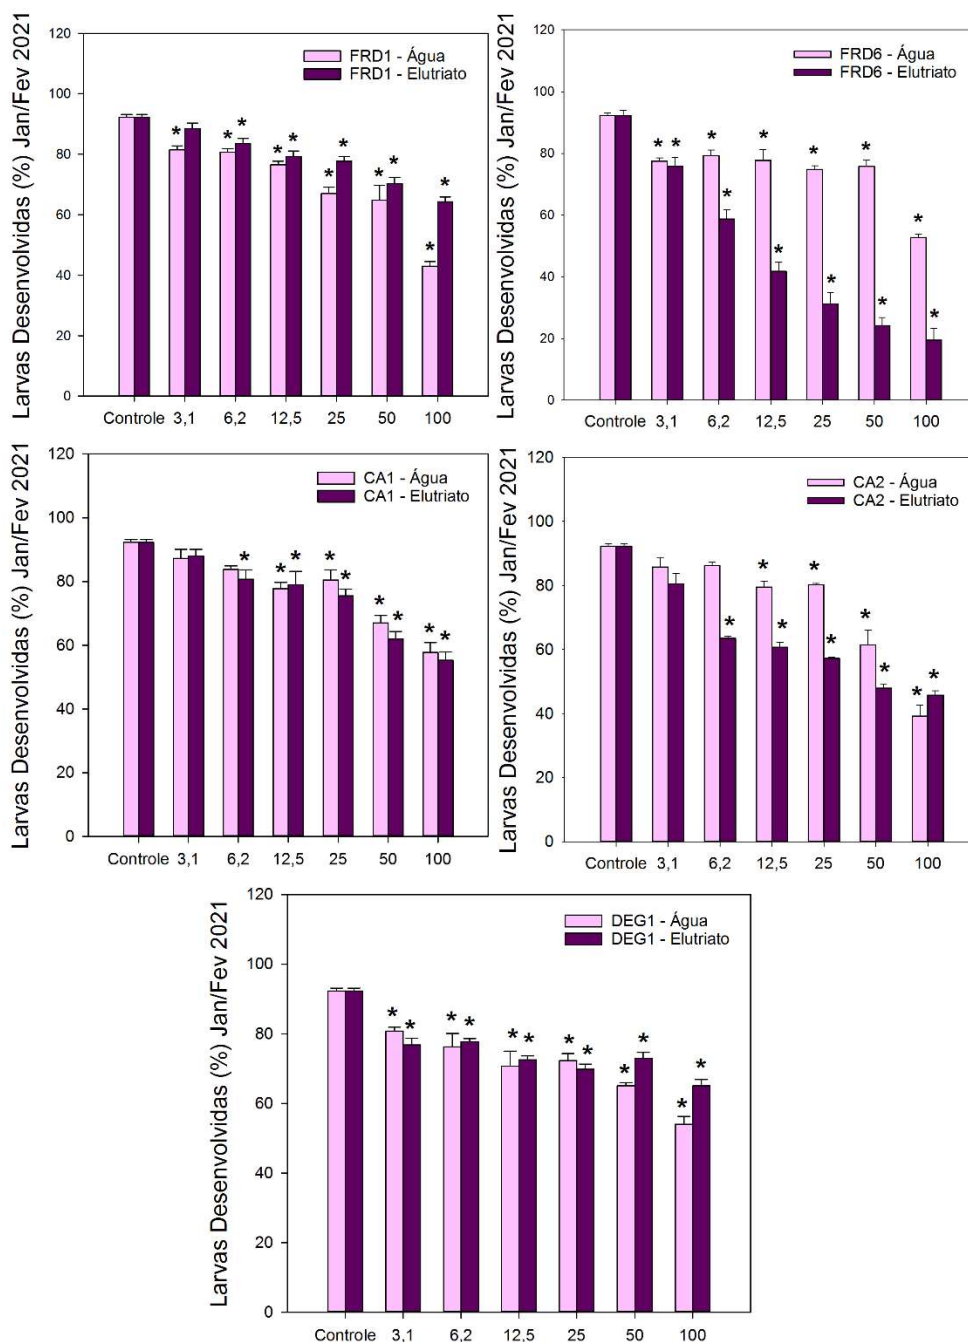 Larvas Desenvolvidas (%) Jan/Fev 2021
120
100
80
60
40
20
0
FRD1 - Água
FRD1 - Elutriato
* * * * * * * * * * *
Controle 3,1 6,2 12,5 25 50 100
Larvas Desenvolvidas (%) Jan/Fev 2021
120
100
80
60
40
20
0
FRD6 - Água
FRD6 - Elutriato
* * * * * * * * * * * *
Controle 3,1 6,2 12,5 25 50 100
Larvas Desenvolvidas (%) Jan/Fev 2021
120
100
80
60
40
20
0
CA1 - Água
CA1 - Elutriato
* * * * * * * * *
Controle 3,1 6,2 12,5 25 50 100
Larvas Desenvolvidas (%) Jan/Fev 2021
120
100
80
60
40
20
0
CA2 - Água
CA2 - Elutriato
* * * * * * * * *
Controle 3,1 6,2 12,5 25 50 100
Larvas Desenvolvidas (%) Jan/Fev 2021
120
100
80
60
40
20
0
DEG1 - Água
DEG1 - Elutriato
* * * * * * * * * * * *
Controle 3,1 6,2 12,5 25 50 100